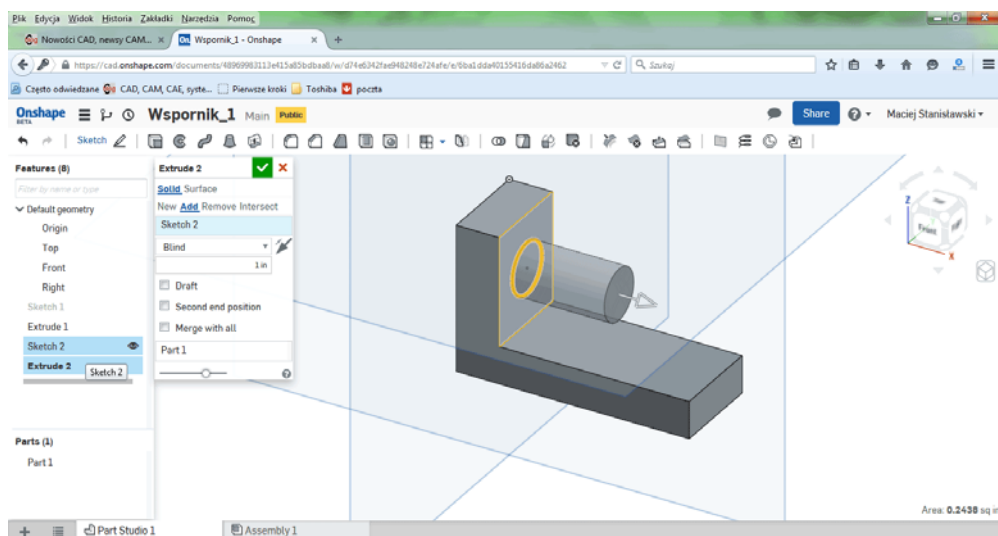 Plik Edycja Widok Historia Zakładki Narzędzia Pomoc
Nowości CAD, newsy CAM... × On Wspornik_1 - Onshape × +
https://cad.onshape.com/documents/48969983113e415a85bdbaa8/w/d74e6342fae948248e724afe/e/6ba1dda40155416da86a2462 Szukaj
Często odwiedzane CAD, CAM, CAE, syste... Pierwsze kroki Toshiba poczta
Onshape BETA Wspornik_1 Main Public Share Maciej Stanisławski
Sketch
Features (8)
Filter by name or type
Default geometry
Origin
Top
Front
Right
Sketch 1
Extrude 1
Sketch 2
Extrude 2
Sketch 2
Extrude 2
Solid Surface
New Add Remove Intersect
Sketch 2
Blind
1 in
Draft
Second end position
Merge with all
Part 1
Z
Front
X
Parts (1)
Part 1
Area: 0.2438 sq in
Part Studio 1 Assembly 1